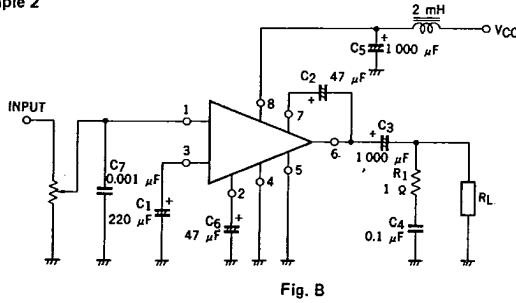 ple 2
2 mH
VCC
C5
+
1 000 μF
C2
47 μF
+
8
7
INPUT
1
3
6
+
C3
1 000 μF
C7
0.001 μF
2
4
5
R1
1 Ω
RL
C1
+
220 μF
C6
+
47 μF
C4
0.1 μF
Fig. B